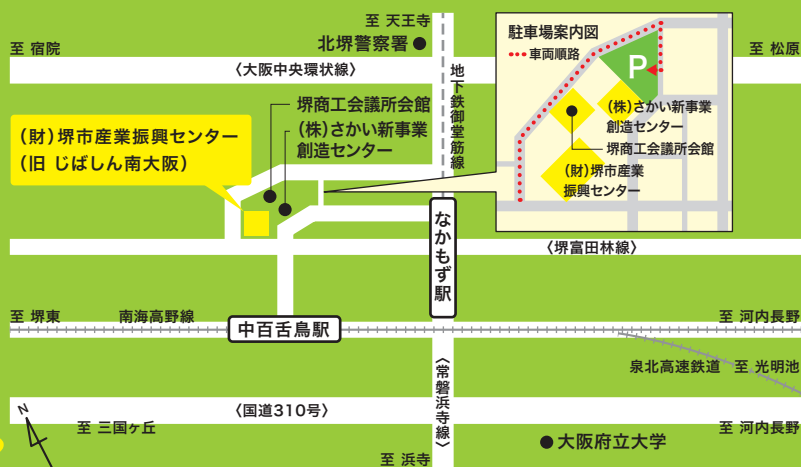 至 天王寺
至 宿院
北堺警察署
〈大阪中央環状線〉
地下鉄御堂筋線
堺商工会議所会館
(株)さかい新事業
創造センター
(財)堺市産業振興センター
(旧 じばしん南大阪)
駐車場案内図
車両順路
P
(株)さかい新事業
創造センター
堺商工会議所会館
(財)堺市産業
振興センター
至 松原
なかもず駅
〈堺富田林線〉
至 堺東
南海高野線
中百舌鳥駅
至 河内長野
泉北高速鉄道
至 光明池
〈常磐浜寺線〉
〈国道310号〉
N
至 三国ヶ丘
至 河内長野
大阪府立大学
至 浜寺